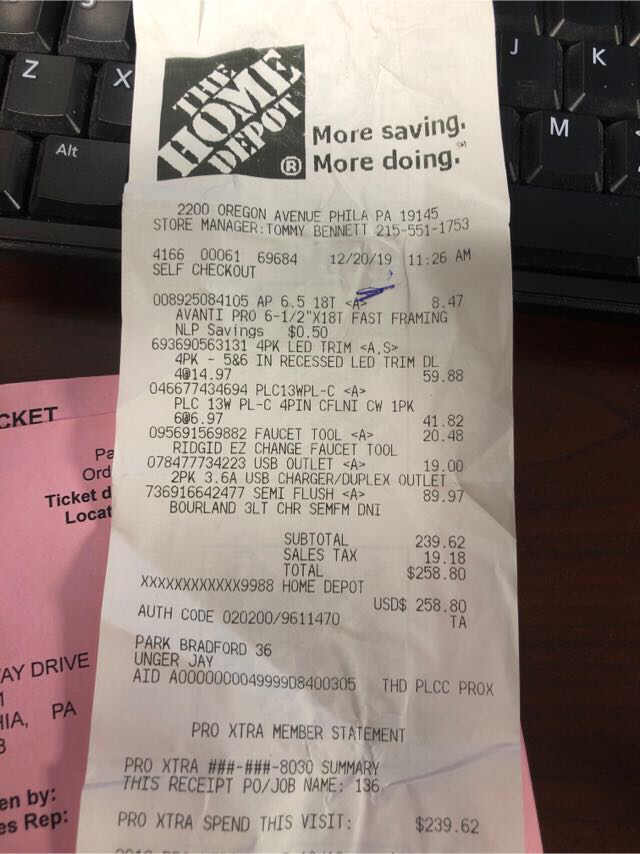 Z
X
Alt
J
K
M
THE
HOME
DEPOT
®
More saving.
More doing.
SM
2200 OREGON AVENUE PHILA PA 19145
STORE MANAGER:TOMMY BENNETT 215-551-1753
4166 00061 69684 12/20/19 11:26 AM
SELF CHECKOUT
008925084105 AP 6.5 18T <A> 8.47
AVANTI PRO 6-1/2"X18T FAST FRAMING
NLP Savings $0.50
693690563131 4PK LED TRIM <A,S>
4PK - 5&6 IN RECESSED LED TRIM DL
4@14.97 59.88
046677434694 PLC13WPL-C <A>
PLC 13W PL-C 4PIN CFLNI CW 1PK
6@6.97 41.82
095691569882 FAUCET TOOL <A> 20.48
RIDGID EZ CHANGE FAUCET TOOL
078477734223 USB OUTLET <A> 19.00
2PK 3.6A USB CHARGER/DUPLEX OUTLET
736916642477 SEMI FLUSH <A> 89.97
BOURLAND 3LT CHR SEMFM DNI
SUBTOTAL 239.62
SALES TAX 19.18
TOTAL $258.80
XXXXXXXXXXXX9988 HOME DEPOT
USD$ 258.80
AUTH CODE 020200/9611470 TA
PARK BRADFORD 36
UNGER JAY
AID A0000000049999D8400305 THD PLCC PROX
PRO XTRA MEMBER STATEMENT
PRO XTRA ###-###-8030 SUMMARY
THIS RECEIPT PO/JOB NAME: 136
PRO XTRA SPEND THIS VISIT: $239.62
CKET
Pa
Ord
Ticket d
Locat
AY DRIVE
1
HIA, PA
3
en by:
es Rep: